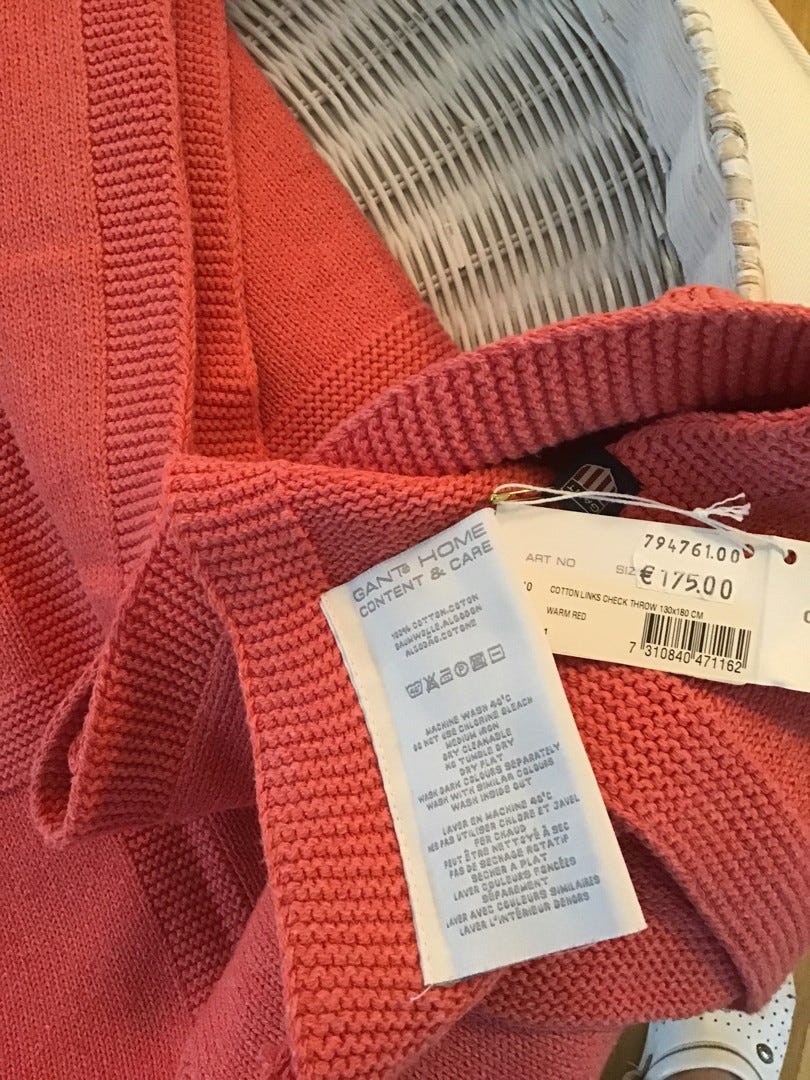 GANT® HOME
CONTENT & CARE
100% COTTON.COTON
BAUMWOLLE.ALGODON
ALGODÃO.COTONE
40°
MACHINE WASH 40°C
DO NOT USE CHLORINE BLEACH
MEDIUM IRON
DRY CLEANABLE
NO TUMBLE DRY
DRY FLAT
WASH DARK COLOURS SEPARATELY
WASH WITH SIMILAR COLOURS
WASH INSIDE OUT
LAVER EN MACHINE 40°C
NE PAS UTILISER CHLORE ET JAVEL
FER CHAUD
PEUT ÊTRE NETTOYÉ À SEC
PAS DE SECHAGE ROTATIF
SECHER A PLAT
LAVER COULEURS FONCÉES
SÉPAREMENT
LAVER AVEC COULEURS SIMILAIRES
LAVER L'INTÉRIEUR DEHORS
794761.00
ART NO
€175.00
COTTON LINKS CHECK THROW 130x180 CM
WARM RED
7 310840 471162